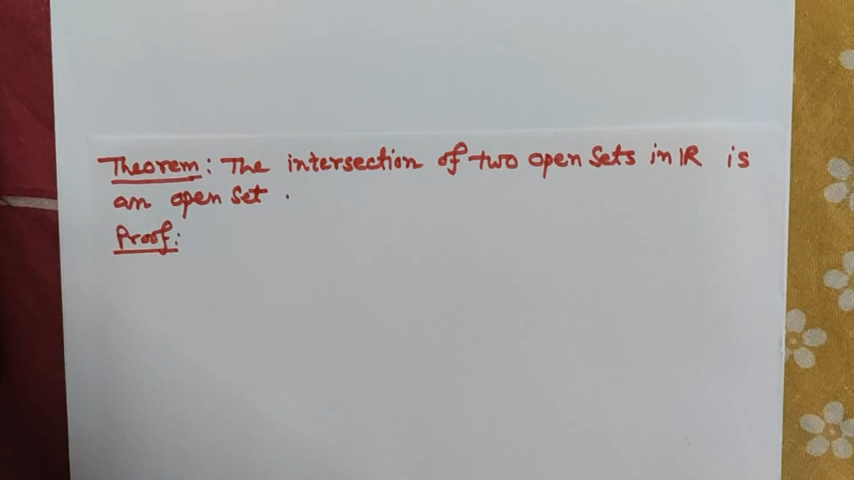 Theorem: The intersection of two open sets in ℝ is
an open set.
Proof: